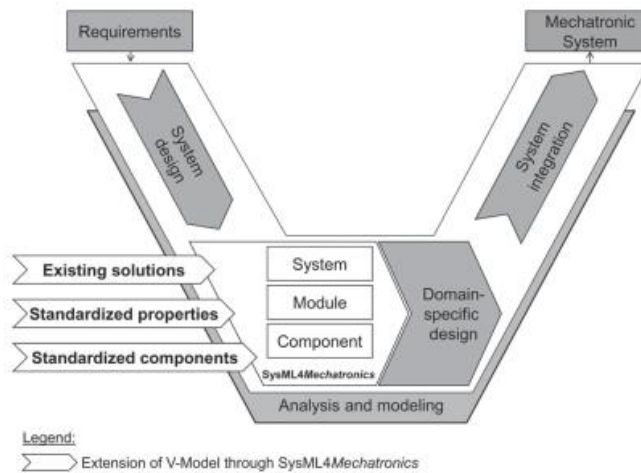 Requirements
Mechatronic
System
System
design
System
integration
Existing solutions
Standardized properties
Standardized components
System
Module
Component
SysML4Mechatronics
Domain-
specific
design
Analysis and modeling
Legend:
Extension of V-Model through SysML4Mechatronics